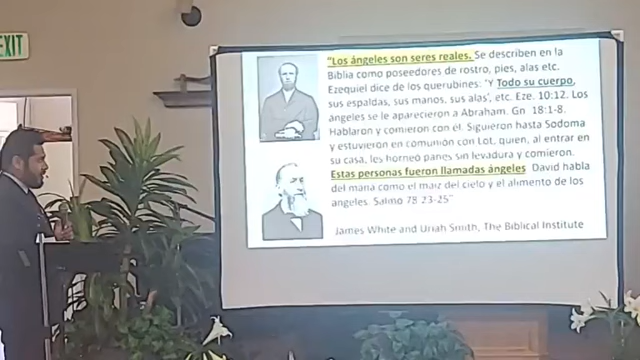 EXIT
"Los ángeles son seres reales. Se describen en la
Biblia como poseedores de rostro, pies, alas etc.
Ezequiel dice de los querubines: "Y Todo su cuerpo,
sus espaldas, sus manos, sus alas", etc. Eze. 10:12. Los
ángeles se le aparecieron a Abraham. Gn 18:1-8.
Hablaron y comieron con el. Siguieron hasta Sodoma
y estuvieron en comunión con Lot, quien, al entrar en
su casa, les horneó panes sin levadura y comieron.
Estas personas fueron llamadas ángeles David habla
del maná como el maíz del cielo y el alimento de los
ángeles. Salmo 78 23-25"
James White and Uriah Smith, The Biblical Institute